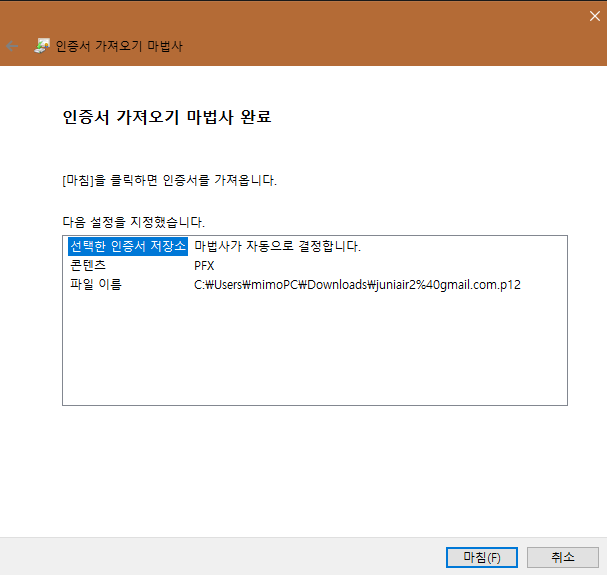 인증서 가져오기 마법사
인증서 가져오기 마법사 완료
[마침]을 클릭하면 인증서를 가져옵니다.
다음 설정을 지정했습니다.
선택한 인증서 저장소 마법사가 자동으로 결정합니다.
콘텐츠 PFX
파일 이름 C:₩Users₩mimoPC₩Downloads₩juniair2%40gmail.com.p12
마침(F) 취소